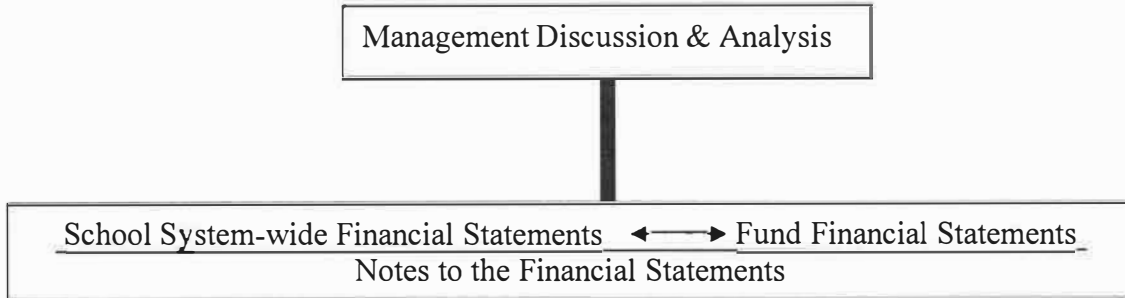 Management Discussion & Analysis
School System-wide Financial Statements ↔ Fund Financial Statements
Notes to the Financial Statements